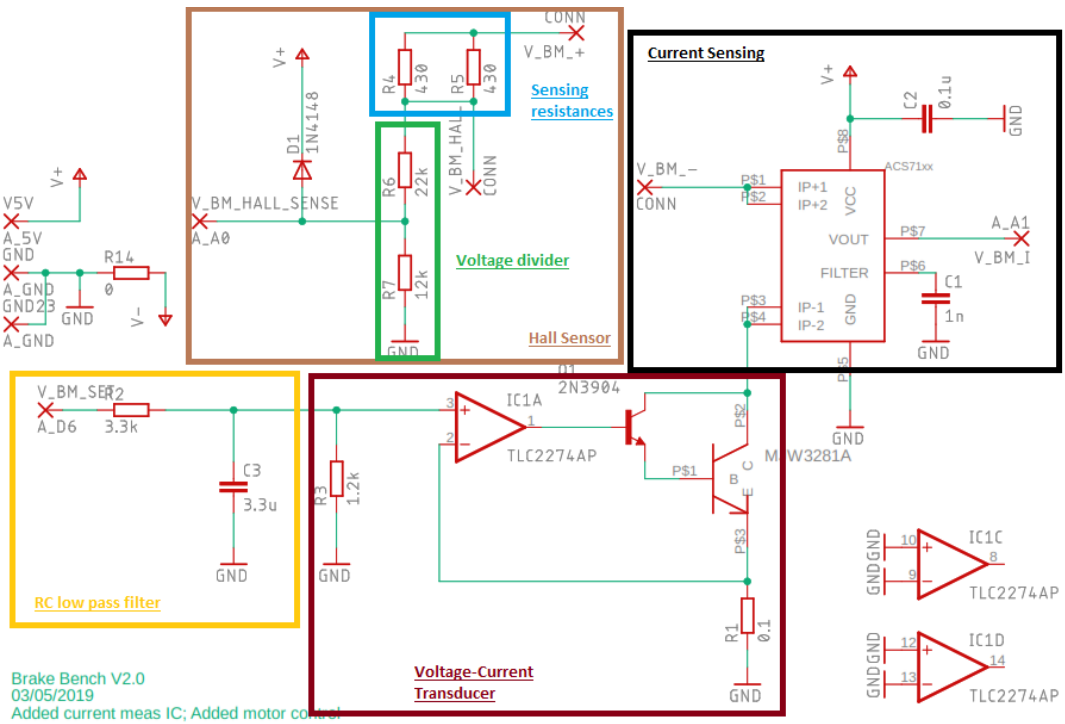 CONN
V_BM_+
Current Sensing
V+
R4
430
R5
430
Sensing
resistances
V+
C2
0.1u
GND
D1
1N4148
V_BM_HALL
CONN
P$8
ACS71xx
V_BM_-
CONN
P$1
P$2
IP+1
IP+2
VCC
V+
R6
22k
V5V
A_5V
V_BM_HALL_SENSE
A_A0
VOUT
P$7
A_A1
V_BM_I
GND
A_GND
GND23
A_GND
R14
0
GND
V-
Voltage divider
R7
12k
GND
Hall Sensor
FILTER
P$6
C1
1n
GND
P$3
P$4
IP-1
IP-2
GND
P$5
GND
V_BM_SET
A_D6
R2
3.3k
C3
3.3u
GND
RC low pass filter
Q1
2N3904
3
2
1
+
-
IC1A
TLC2274AP
R3
1.2k
GND
P$1
P$2
C
B
E
P$3
MJW3281A
R1
0.1
GND
Voltage-Current
Transducer
GND
GND
10
9
+
-
8
IC1C
TLC2274AP
GND
GND
12
13
+
-
14
IC1D
TLC2274AP
Brake Bench V2.0
03/05/2019
Added current meas IC; Added motor control